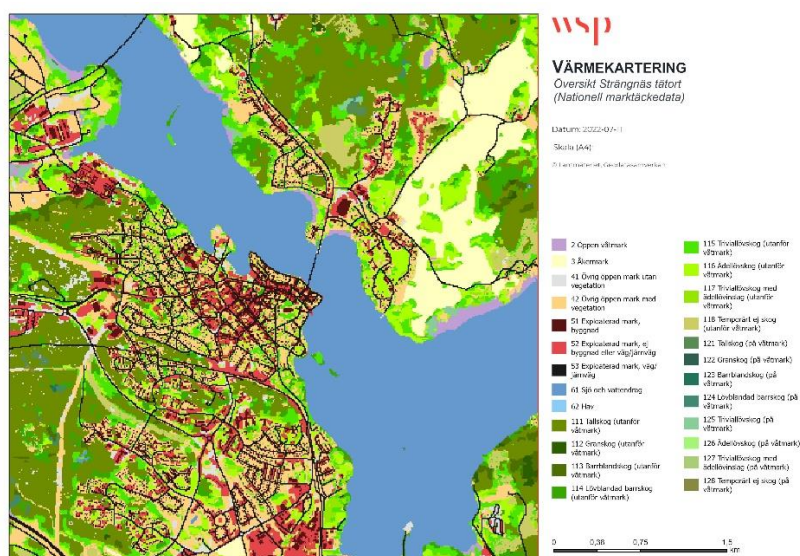 wsp
VÄRMEKARTERING
Översikt Strängnäs tätort
(Nationell marktäckedata)
Datum: 2022-07-11
Skala (A4):
© Lantmäteriet, Geodatasamverkan
2 Öppen våtmark
3 Åkermark
41 Övrig öppen mark utan
vegetation
42 Övrig öppen mark med
vegetation
51 Exploaterad mark,
byggnad
52 Exploaterad mark, ej
byggnad eller väg/järnväg
53 Exploaterad mark, väg/
järnväg
61 Sjö och vattendrag
62 Hav
111 Tallskog (utanför
våtmark)
112 Granskog (utanför
våtmark)
113 Barrblandskog (utanför
våtmark)
114 Lövblandad barrskog
(utanför våtmark)
115 Triviallövskog (utanför
våtmark)
116 Ädellövskog (utanför
våtmark)
117 Triviallövskog med
ädellövinslag (utanför
våtmark)
118 Temporärt ej skog
(utanför våtmark)
121 Tallskog (på våtmark)
122 Granskog (på våtmark)
123 Barrblandskog (på
våtmark)
124 Lövblandad barrskog (på
våtmark)
125 Triviallövskog (på
våtmark)
126 Ädellövskog (på våtmark)
127 Triviallövskog med
ädellövinslag (på våtmark)
128 Temporärt ej skog (på
våtmark)
0 0,38 0,75 1,5
km